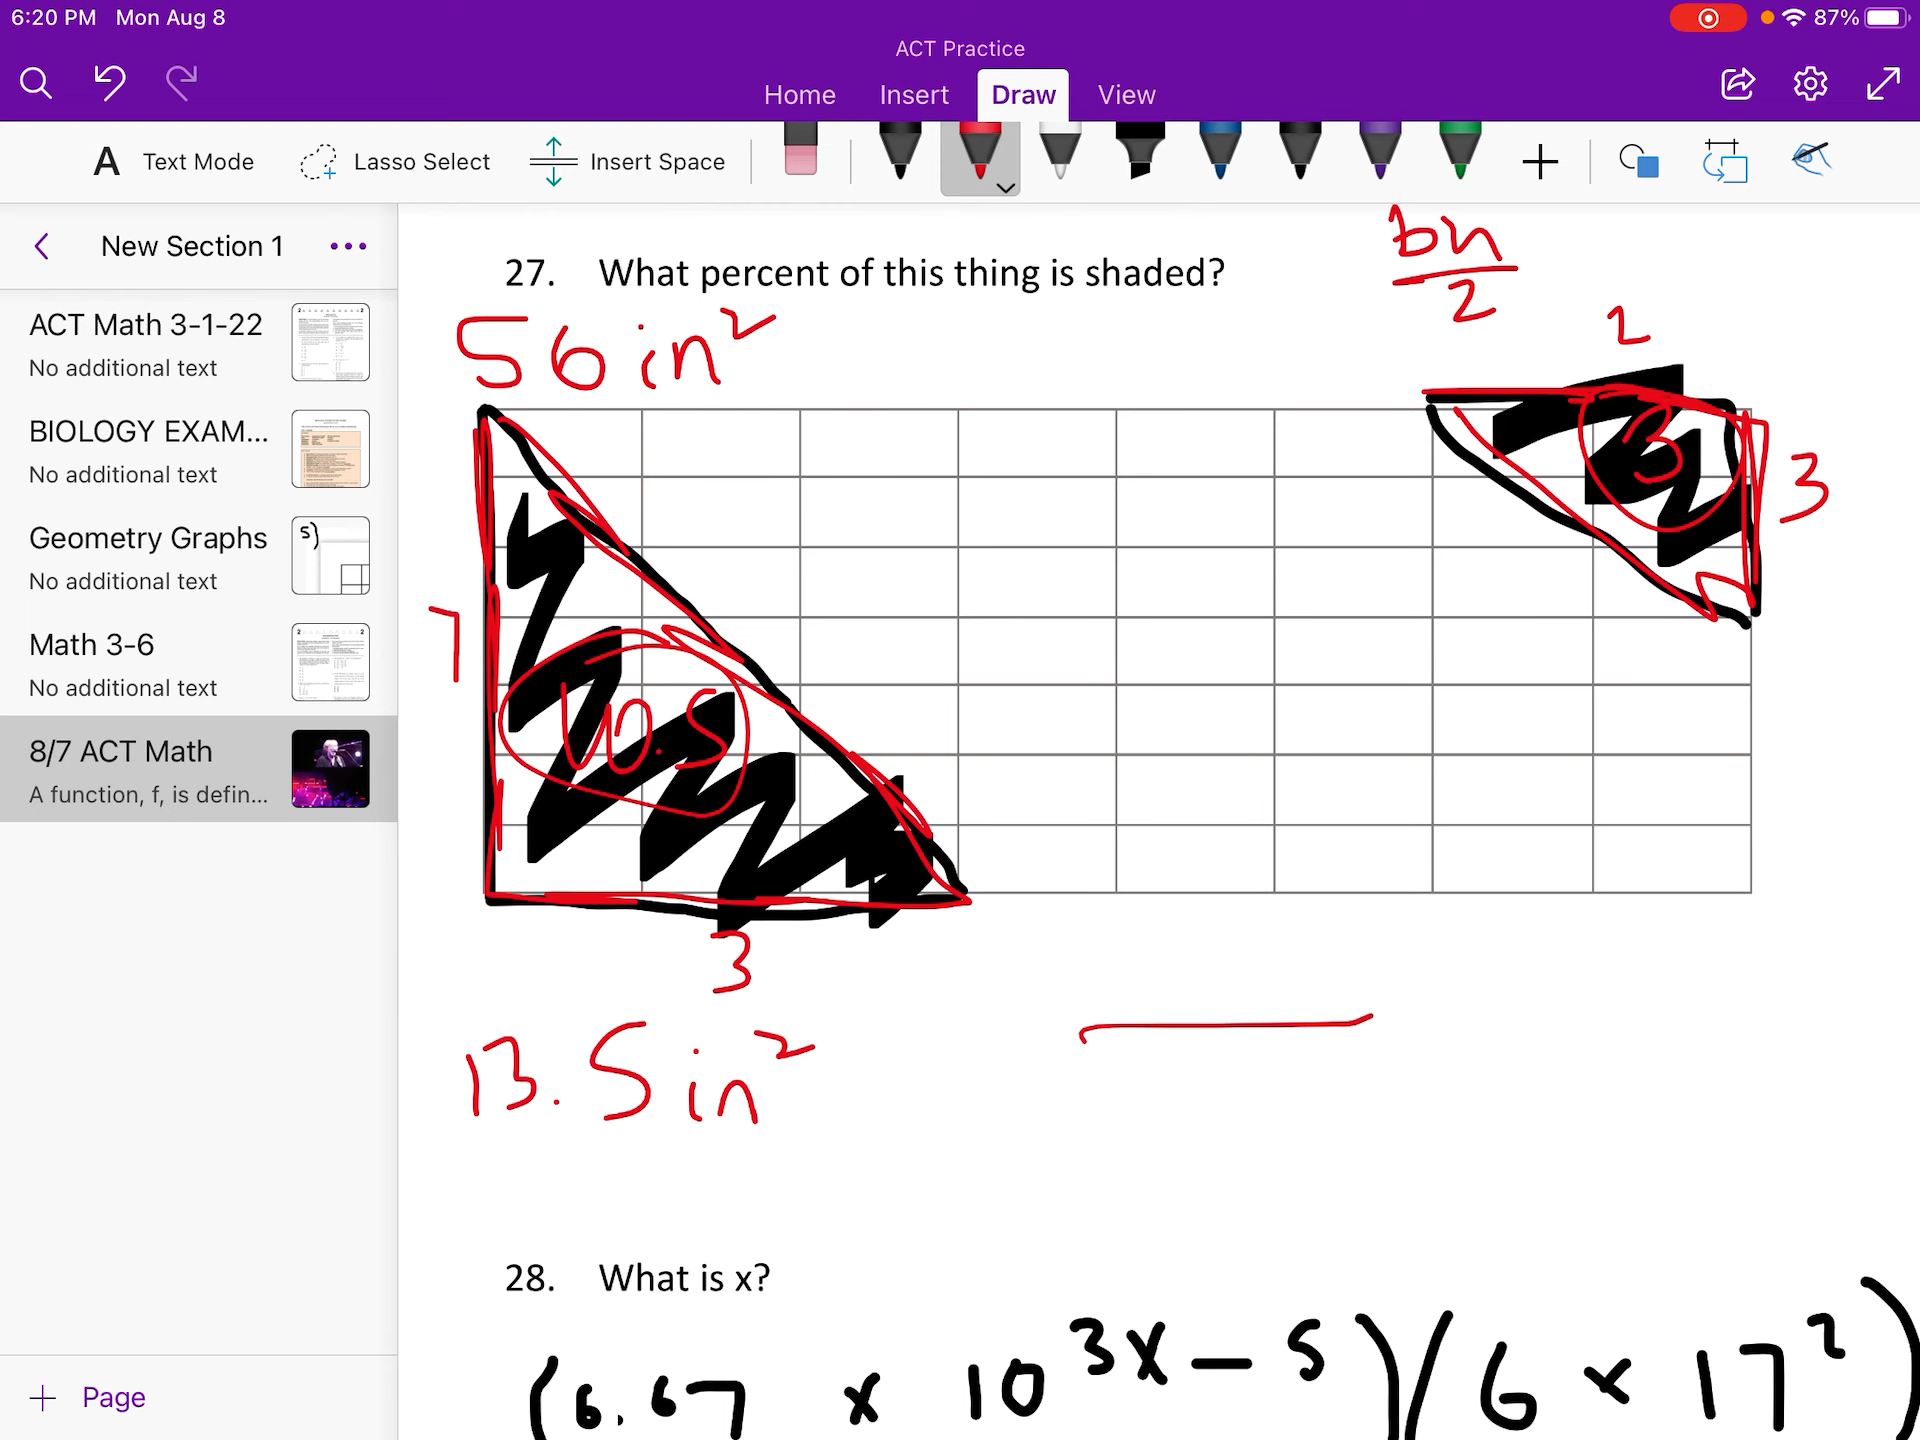 6:20 PM Mon Aug 8
87%
ACT Practice
Home Insert Draw View
A Text Mode Lasso Select Insert Space
New Section 1
ACT Math 3-1-22
No additional text
BIOLOGY EXAM...
No additional text
Geometry Graphs
No additional text
5)
Math 3-6
No additional text
8/7 ACT Math
A function, f, is defin...
Page
27. What percent of this thing is shaded?
bh
2
56 in²
2
3
3
7
10.5
3
13.5 in²
28. What is x?
(6.67 x 10^3x-5)(6 x 17²)